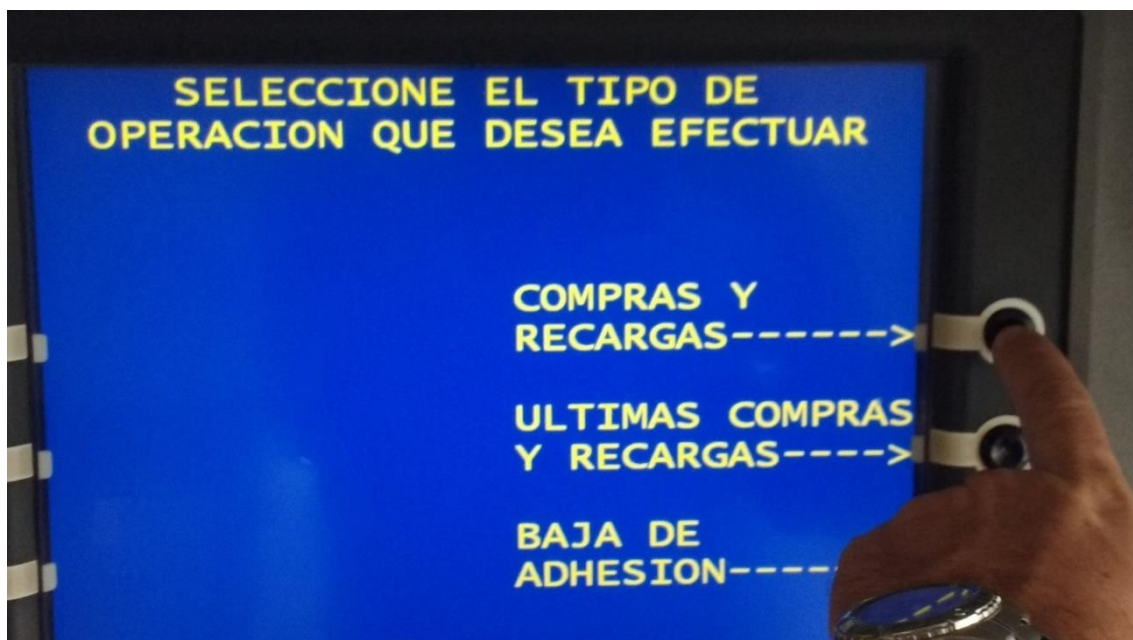 SELECCIONE EL TIPO DE
OPERACION QUE DESEA EFECTUAR
COMPRAS Y
RECARGAS------>
ULTIMAS COMPRAS
Y RECARGAS---->
BAJA DE
ADHESION----